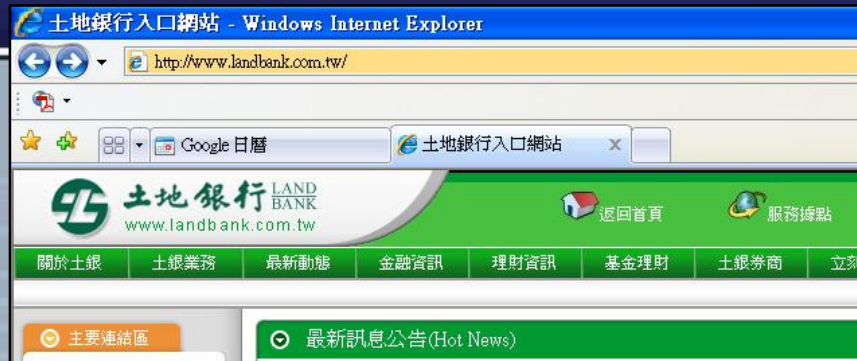 土地銀行入口網站 - Windows Internet Explorer
http://www.landbank.com.tw/
Google 日曆
土地銀行入口網站
土地銀行 LAND BANK
www.landbank.com.tw
返回首頁
服務據點
關於土銀 土銀業務 最新動態 金融資訊 理財資訊 基金理財 土銀券商 立刻
主要連結區
最新訊息公告(Hot News)